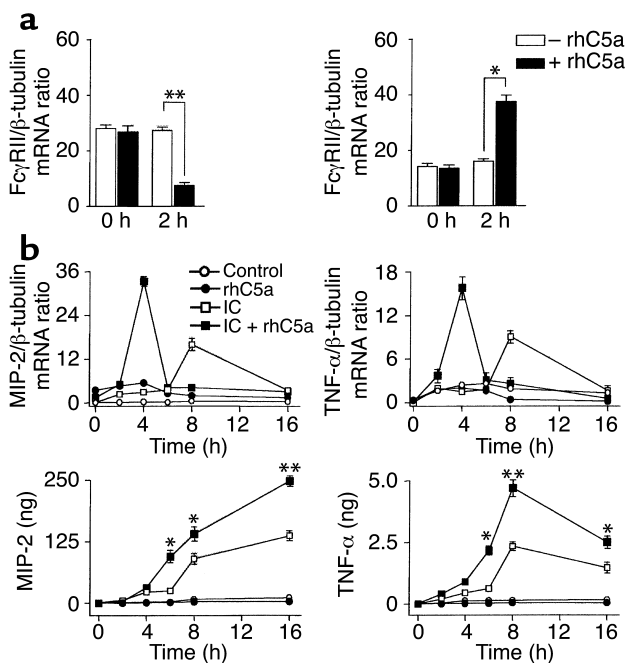 a
FcγRII/β-tubulin
mRNA ratio
60
40
20
0
**
0 h
2 h
FcγRII/β-tubulin
mRNA ratio
60
40
20
0
*
0 h
2 h
– rhC5a
+ rhC5a
b
MIP-2/β-tubulin
mRNA ratio
36
24
12
0
Control
rhC5a
IC
IC + rhC5a
0 4 8 12 16
Time (h)
TNF-α/β-tubulin
mRNA ratio
18
12
6
0
0 4 8 12 16
Time (h)
MIP-2 (ng)
250
125
0
*
*
**
0 4 8 12 16
Time (h)
TNF-α (ng)
5.0
2.5
0
*
**
*
0 4 8 12 16
Time (h)